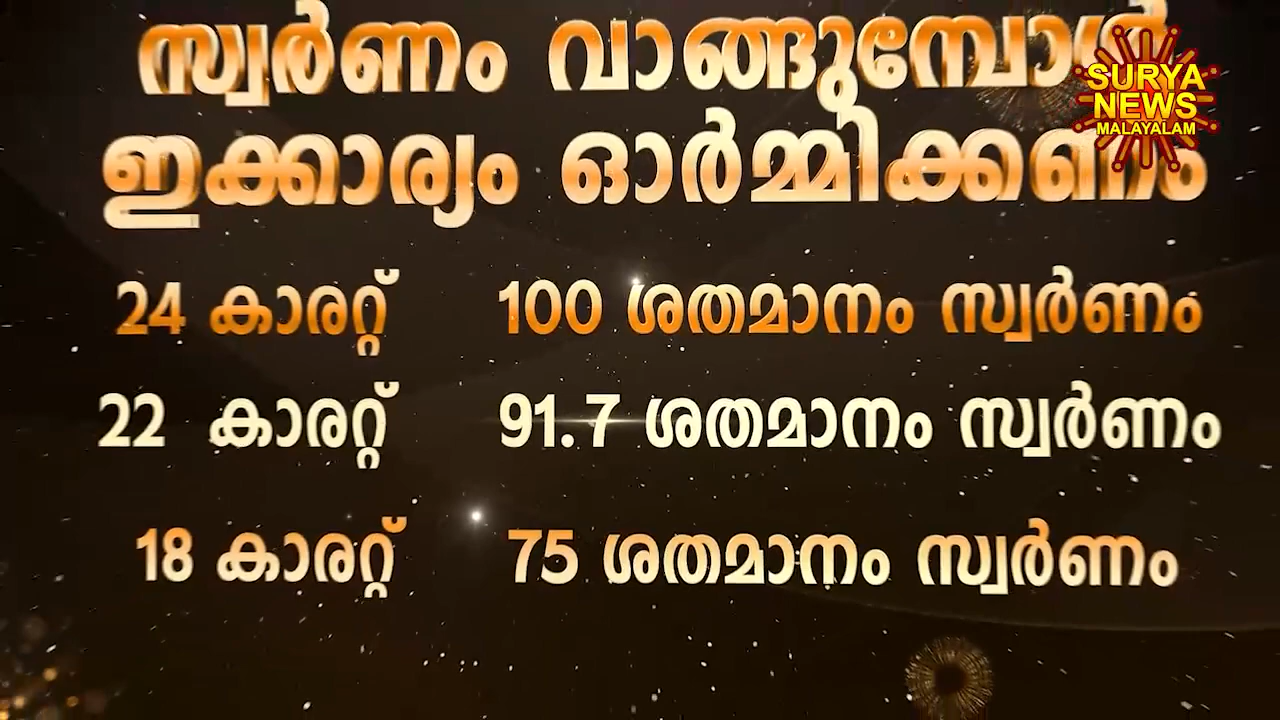 സ്വർണം വാങ്ങുമ്പോൾ
SURYA
NEWS
MALAYALAM
ഇക്കാര്യം ഓർമ്മിക്കണം
24 കാരറ്റ് 100 ശതമാനം സ്വർണം
22 കാരറ്റ് 91.7 ശതമാനം സ്വർണം
18 കാരറ്റ് 75 ശതമാനം സ്വർണം